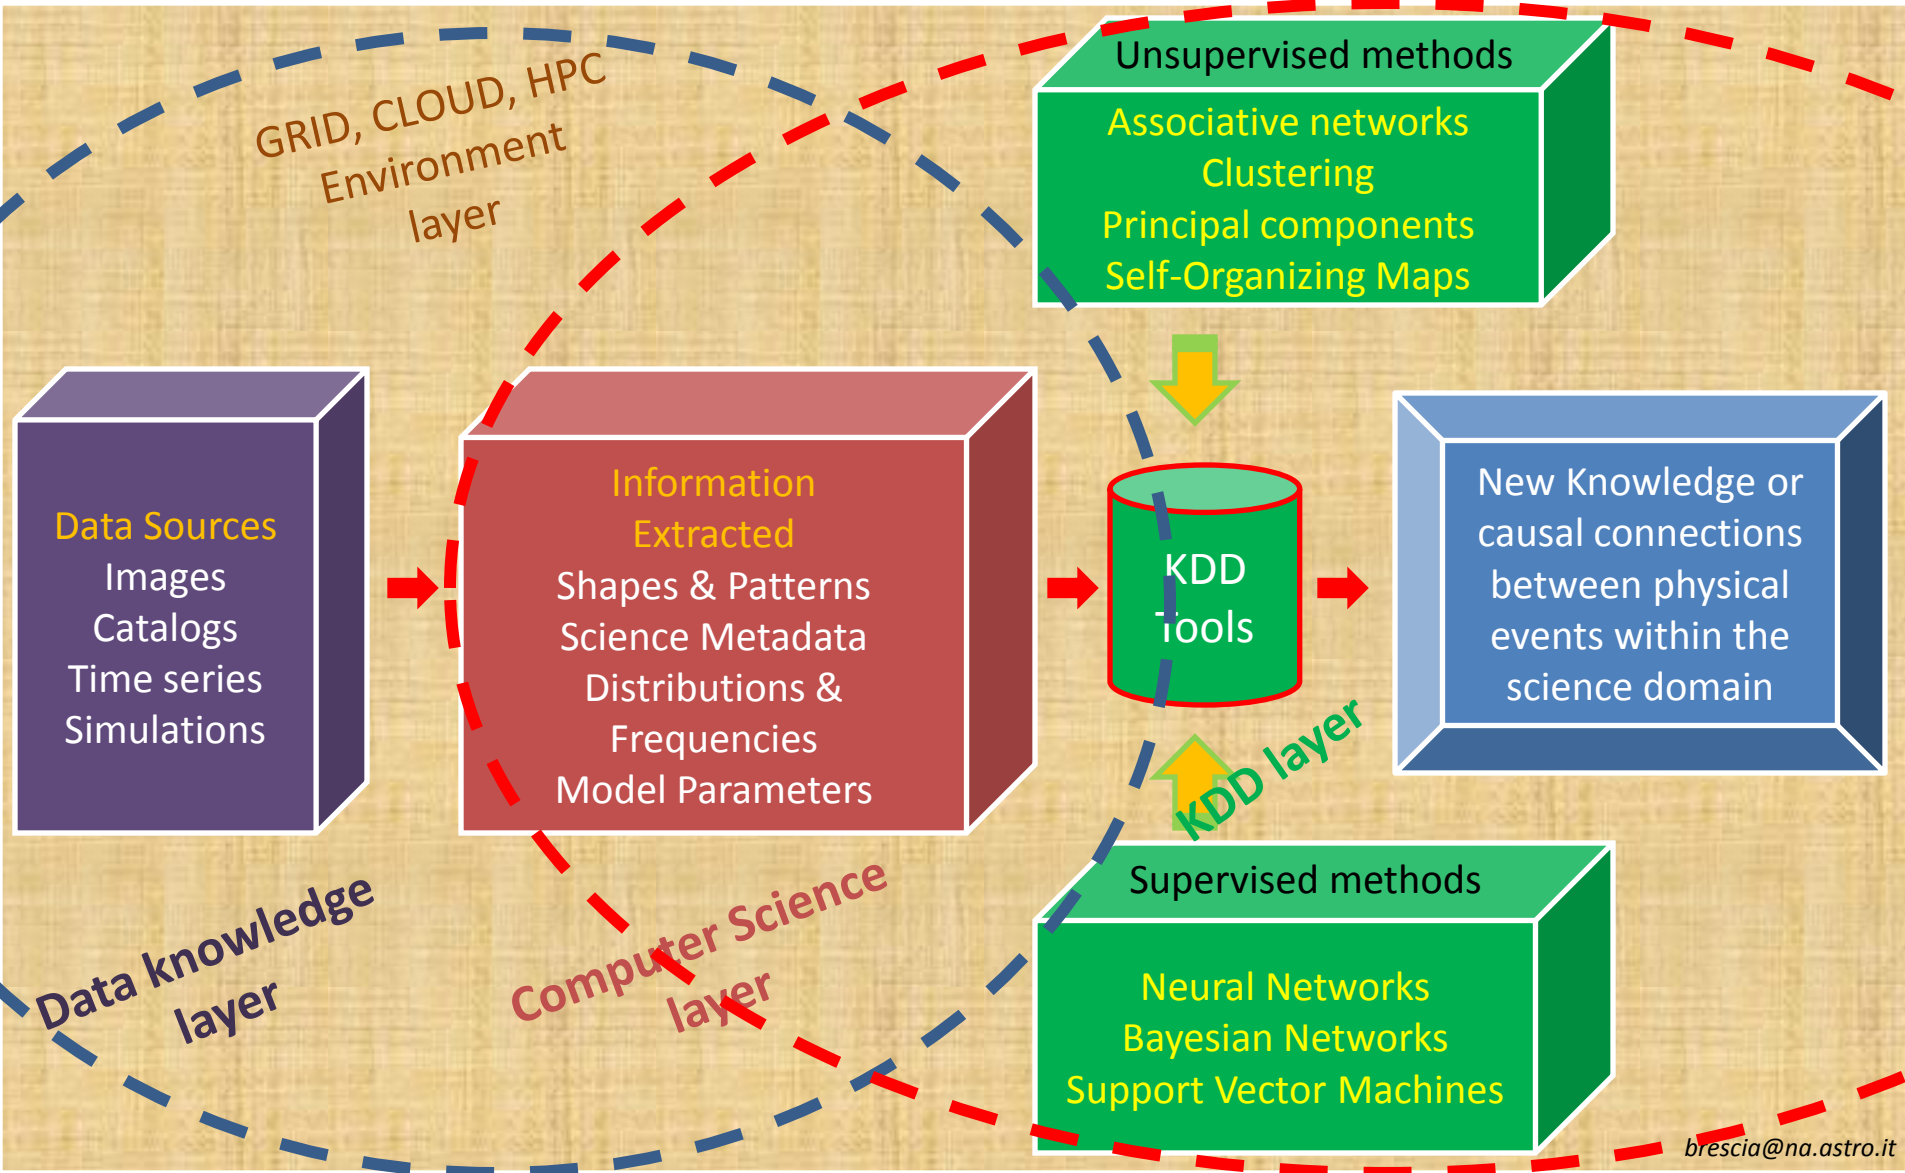 GRID, CLOUD, HPC
Environment
layer
Unsupervised methods
Associative networks
Clustering
Principal components
Self-Organizing Maps
Data Sources
Images
Catalogs
Time series
Simulations
Information
Extracted
Shapes & Patterns
Science Metadata
Distributions &
Frequencies
Model Parameters
KDD
Tools
New Knowledge or
causal connections
between physical
events within the
science domain
KDD layer
Data knowledge
layer
Computer Science
layer
Supervised methods
Neural Networks
Bayesian Networks
Support Vector Machines
brescia@na.astro.it